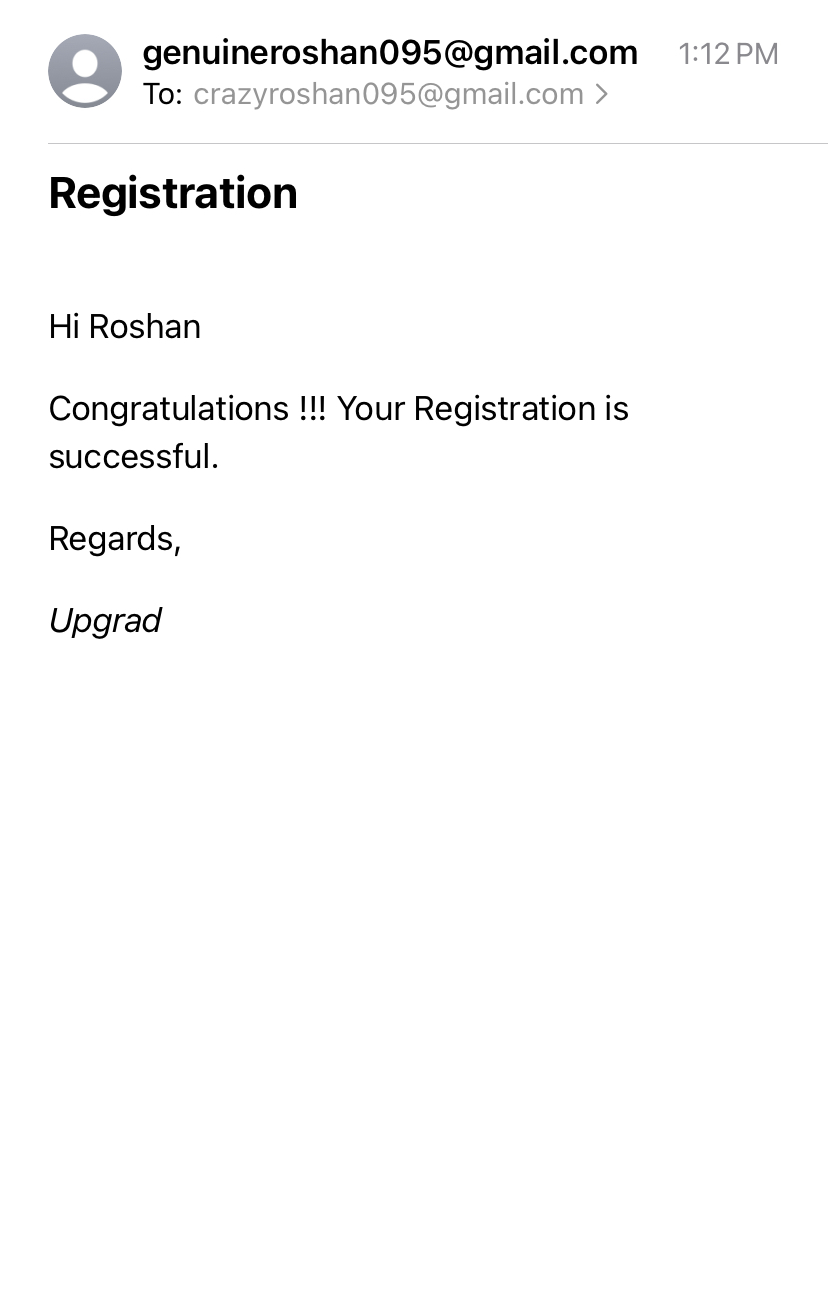 genuineroshan095@gmail.com 1:12 PM
To: crazyroshan095@gmail.com
Registration
Hi Roshan
Congratulations !!! Your Registration is
successful.
Regards,
Upgrad